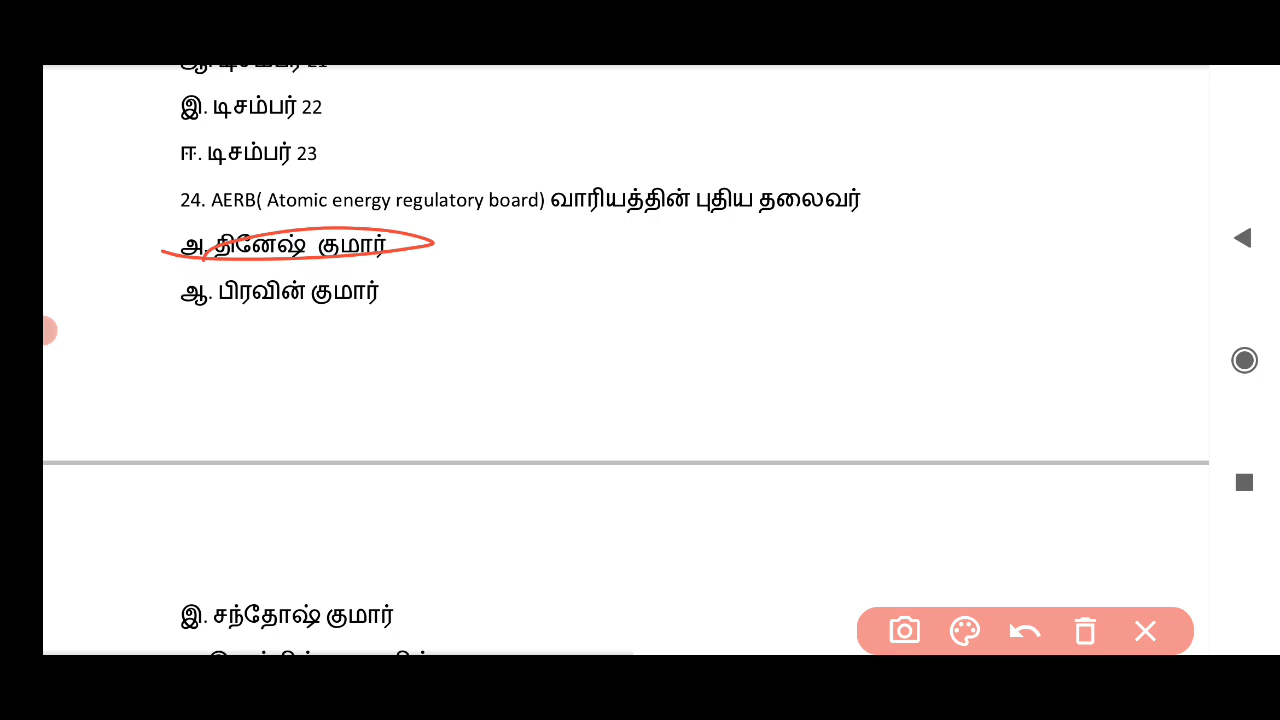 இ. டிசம்பர் 22
ஈ. டிசம்பர் 23
24. AERB( Atomic energy regulatory board) வாரியத்தின் புதிய தலைவர்
அ. தினேஷ் குமார்
ஆ. பிரவின் குமார்
இ. சந்தோஷ் குமார்